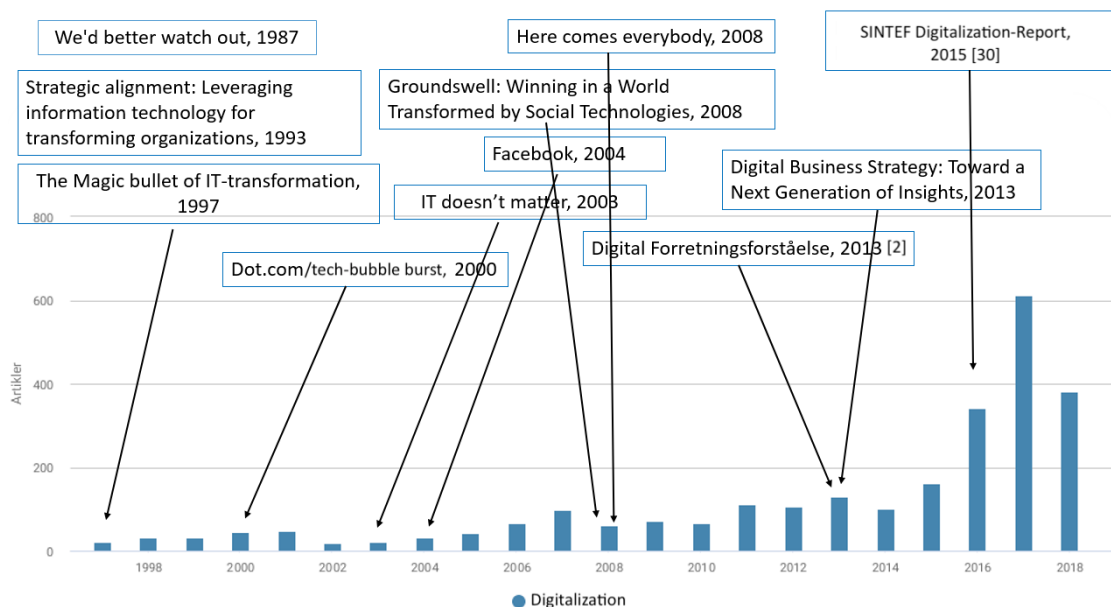 We'd better watch out, 1987
Here comes everybody, 2008
SINTEF Digitalization-Report,
2015 [30]
Strategic alignment: Leveraging
information technology for
transforming organizations, 1993
Groundswell: Winning in a World
Transformed by Social Technologies, 2008
Facebook, 2004
Digital Business Strategy: Toward a
Next Generation of Insights, 2013
The Magic bullet of IT-transformation,
1997
IT doesn't matter, 2003
Digital Forretningsforståelse, 2013 [2]
Dot.com/tech-bubble burst, 2000
800
600
400
200
0
Artikler
1998
2000
2002
2004
2006
2008
2010
2012
2014
2016
2018
Digitalization